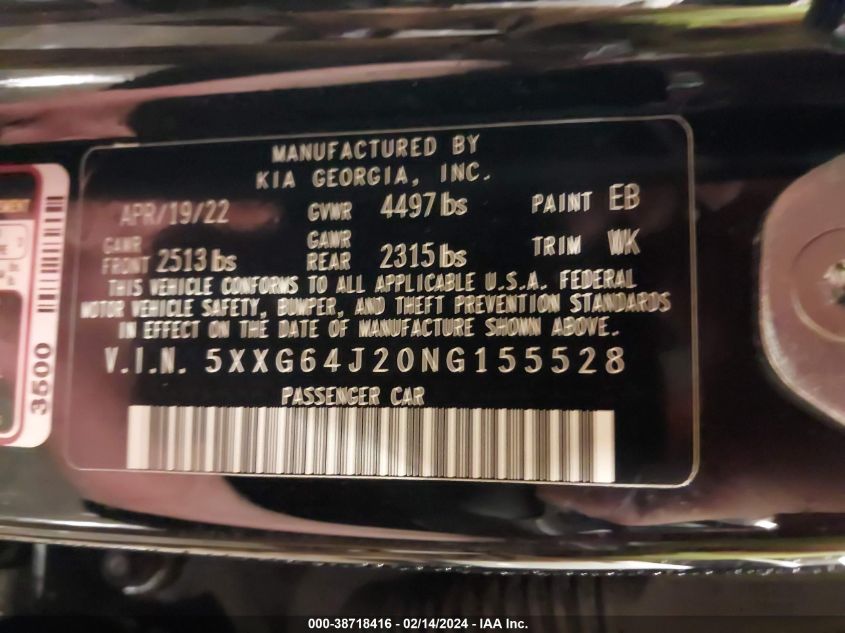 MANUFACTURED BY
KIA GEORGIA, INC.
APR/19/22 GVWR 4497 lbs PAINT EB
GAWR FRONT 2513 lbs GAWR REAR 2315 lbs TRIM WK
THIS VEHICLE CONFORMS TO ALL APPLICABLE U.S.A. FEDERAL
MOTOR VEHICLE SAFETY, BUMPER, AND THEFT PREVENTION STANDARDS
IN EFFECT ON THE DATE OF MANUFACTURE SHOWN ABOVE.
V.I.N. 5XXG64J20NG155528
PASSENGER CAR
3500
000-38718416 - 02/14/2024 - IAA Inc.